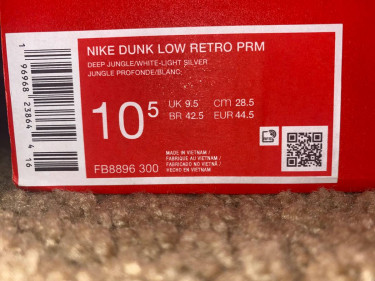 NIKE DUNK LOW RETRO PRM
DEEP JUNGLE/WHITE-LIGHT SILVER
JUNGLE PROFONDE/BLANC
10 5
UK 9.5 cm 28.5
BR 42.5 EUR 44.5
MADE IN VIETNAM /
FABRIQUÉ AU VIETNAM /
FABRICADO NO VIETNÃ /
HECHO EN VIETNAM
FB8896 300
1 96968 23864 4 16